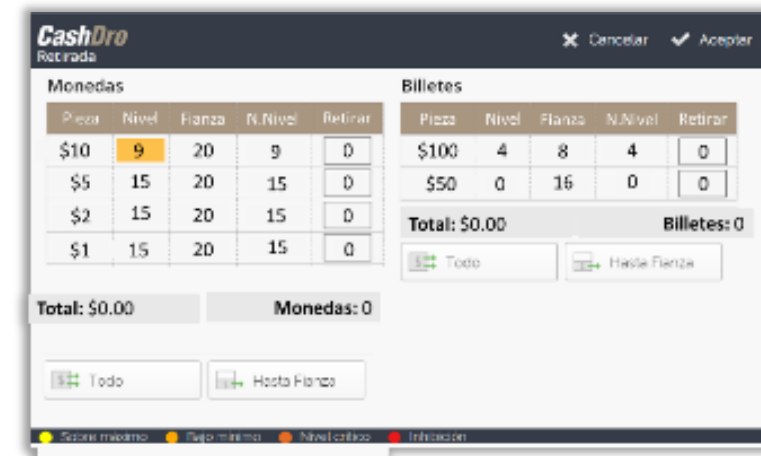 CashDro
Retirada
Cancelar Aceptar
Monedas
Pieza Nivel Fianza N.Nivel Retirar
$10 9 20 9 0
$5 15 20 15 0
$2 15 20 15 0
$1 15 20 15 0
Total: $0.00 Monedas: 0
Todo Hasta Fianza
Billetes
Pieza Nivel Fianza N.Nivel Retirar
$100 4 8 4 0
$50 0 16 0 0
Total: $0.00 Billetes: 0
Todo Hasta Fianza
Sobre máximo Bajo mínimo Nivel crítico Inhibición